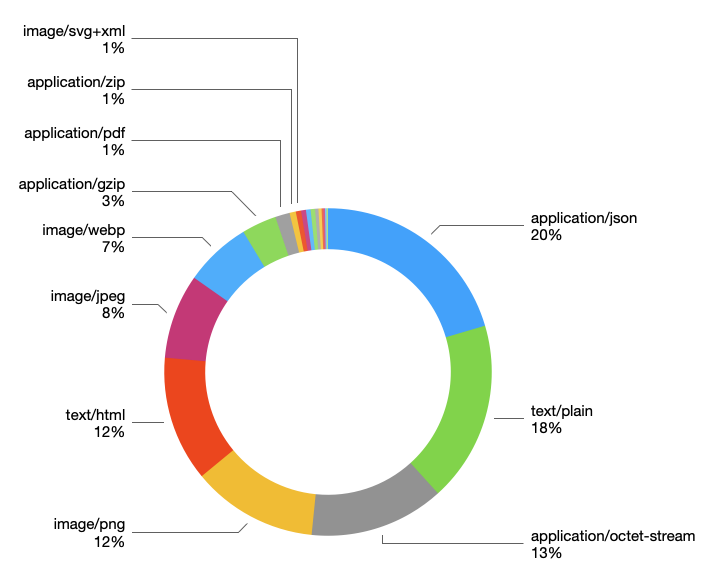 image/svg+xml
1%
application/zip
1%
application/pdf
1%
application/gzip
3%
image/webp
7%
image/jpeg
8%
text/html
12%
image/png
12%
application/json
20%
text/plain
18%
application/octet-stream
13%